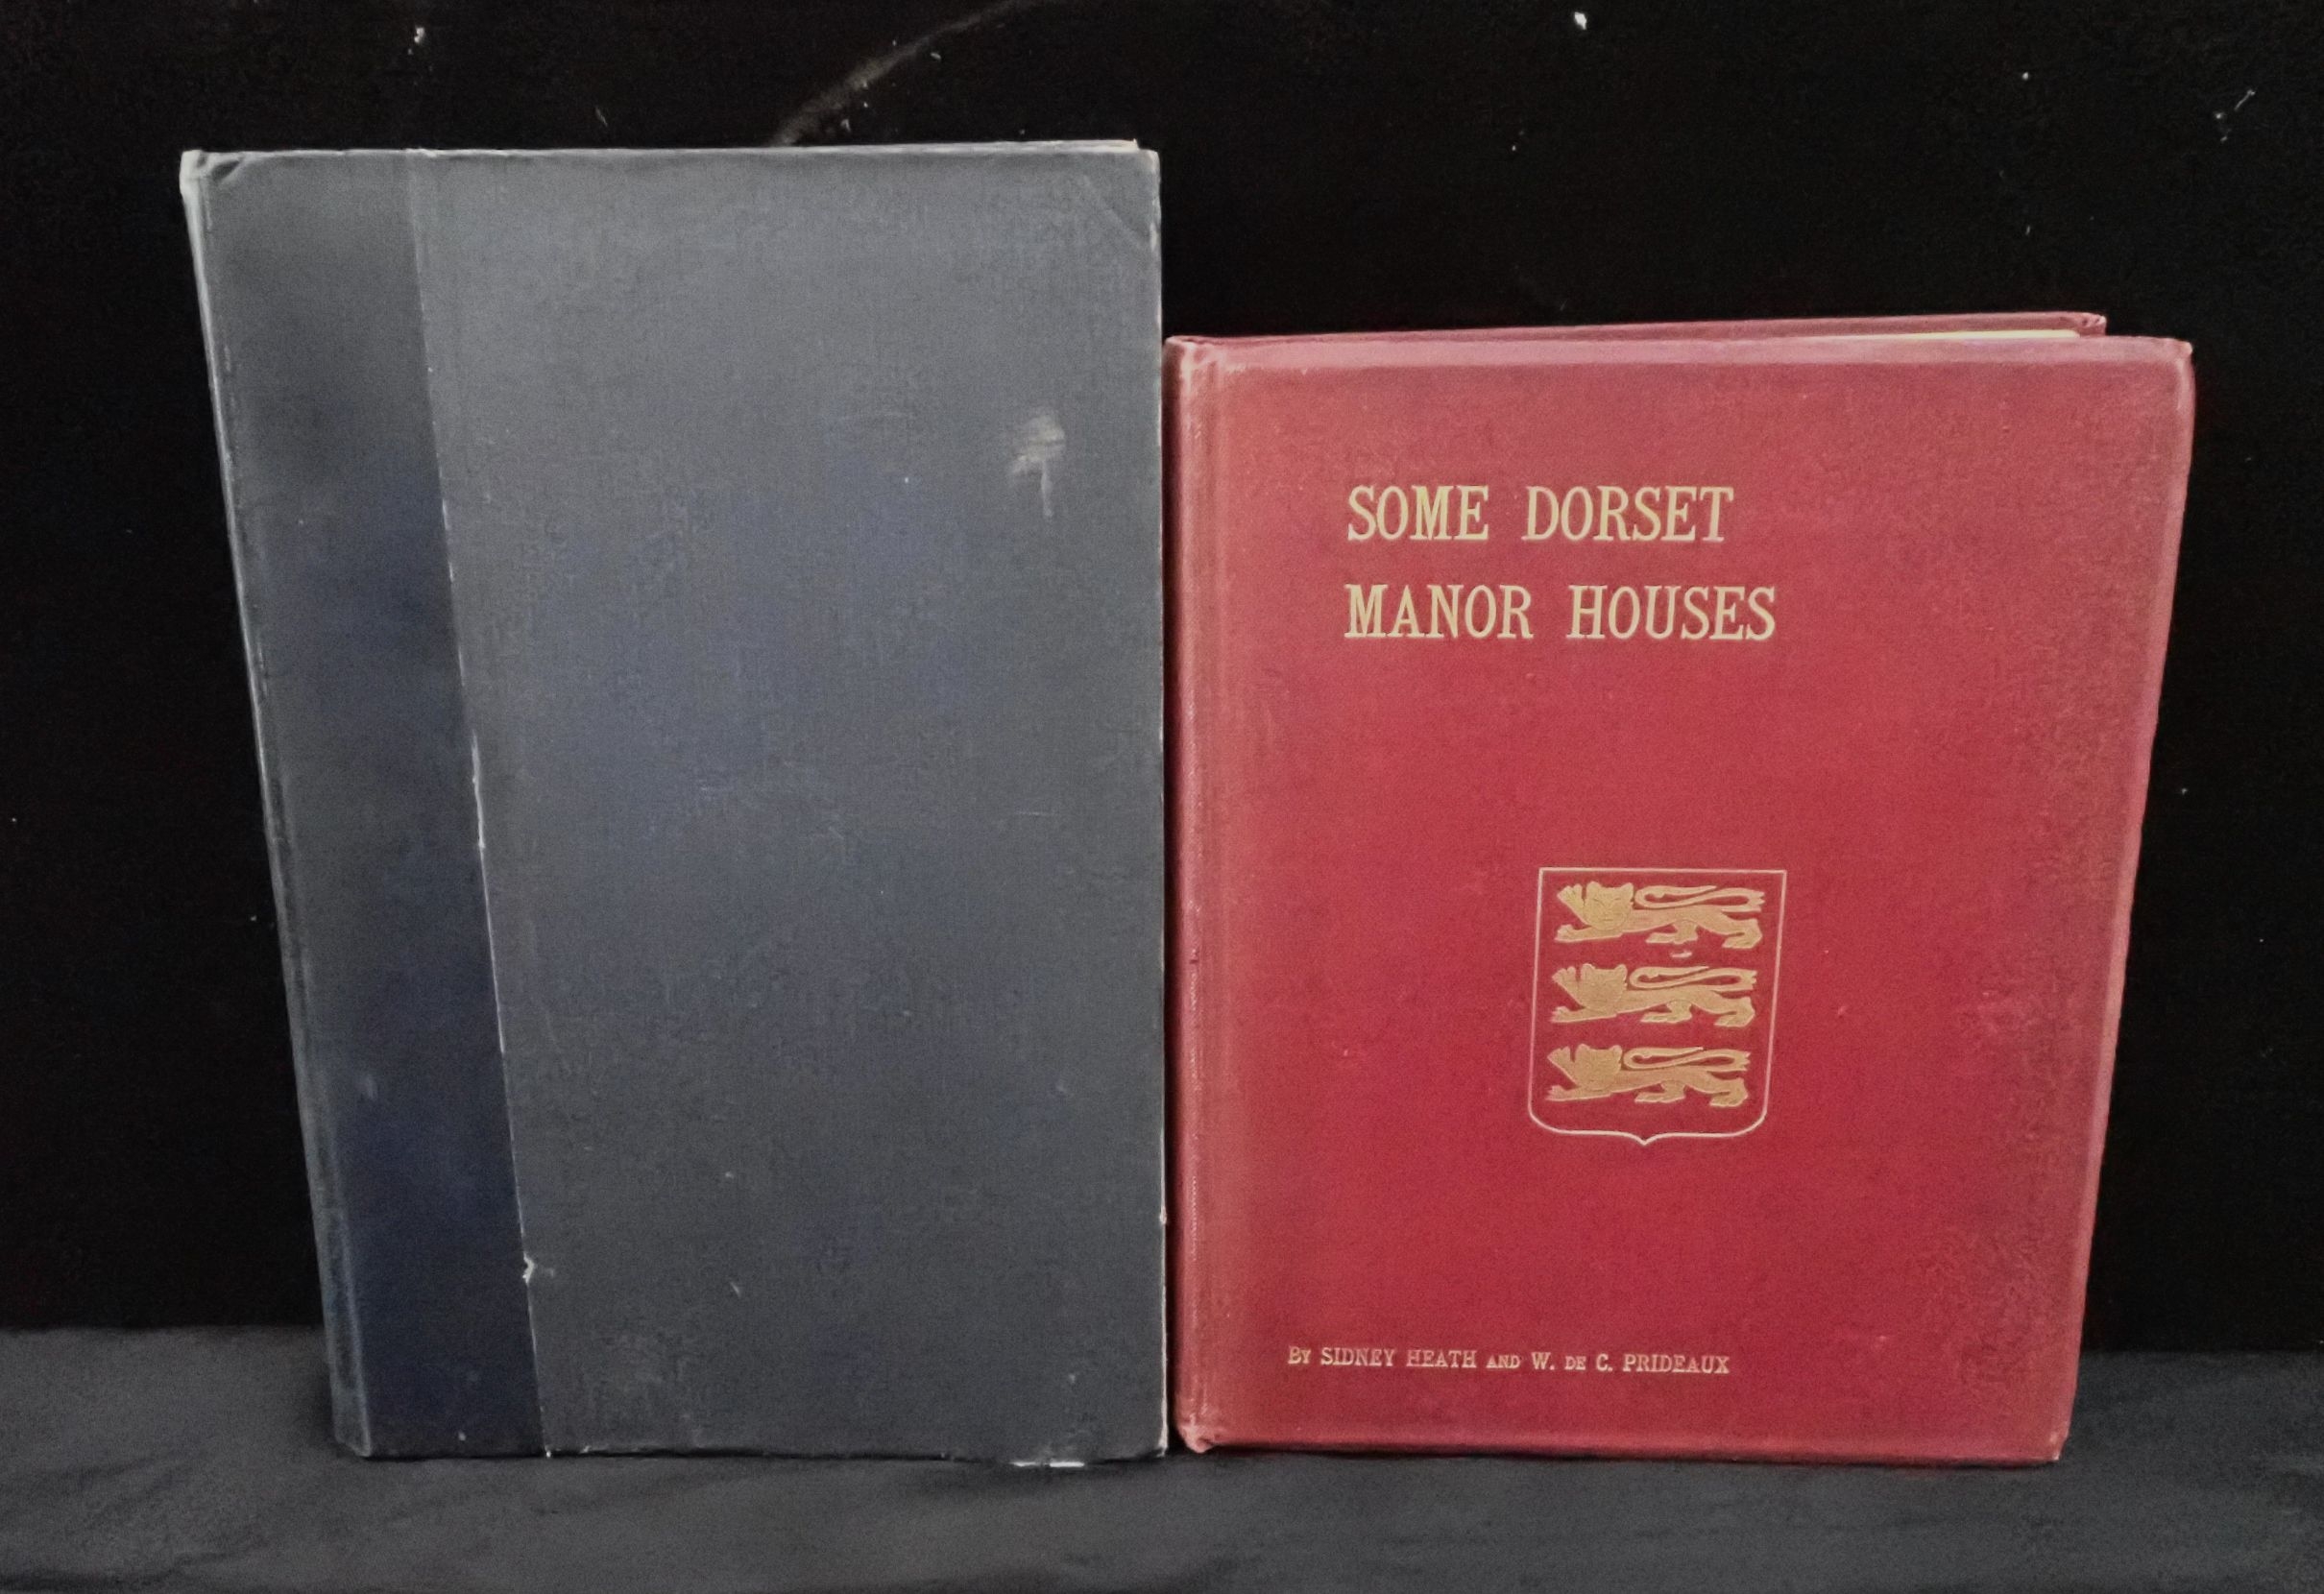 SOME DORSET
MANOR HOUSES
BY SIDNEY HEATH AND W. DE C. PRIDEAUX